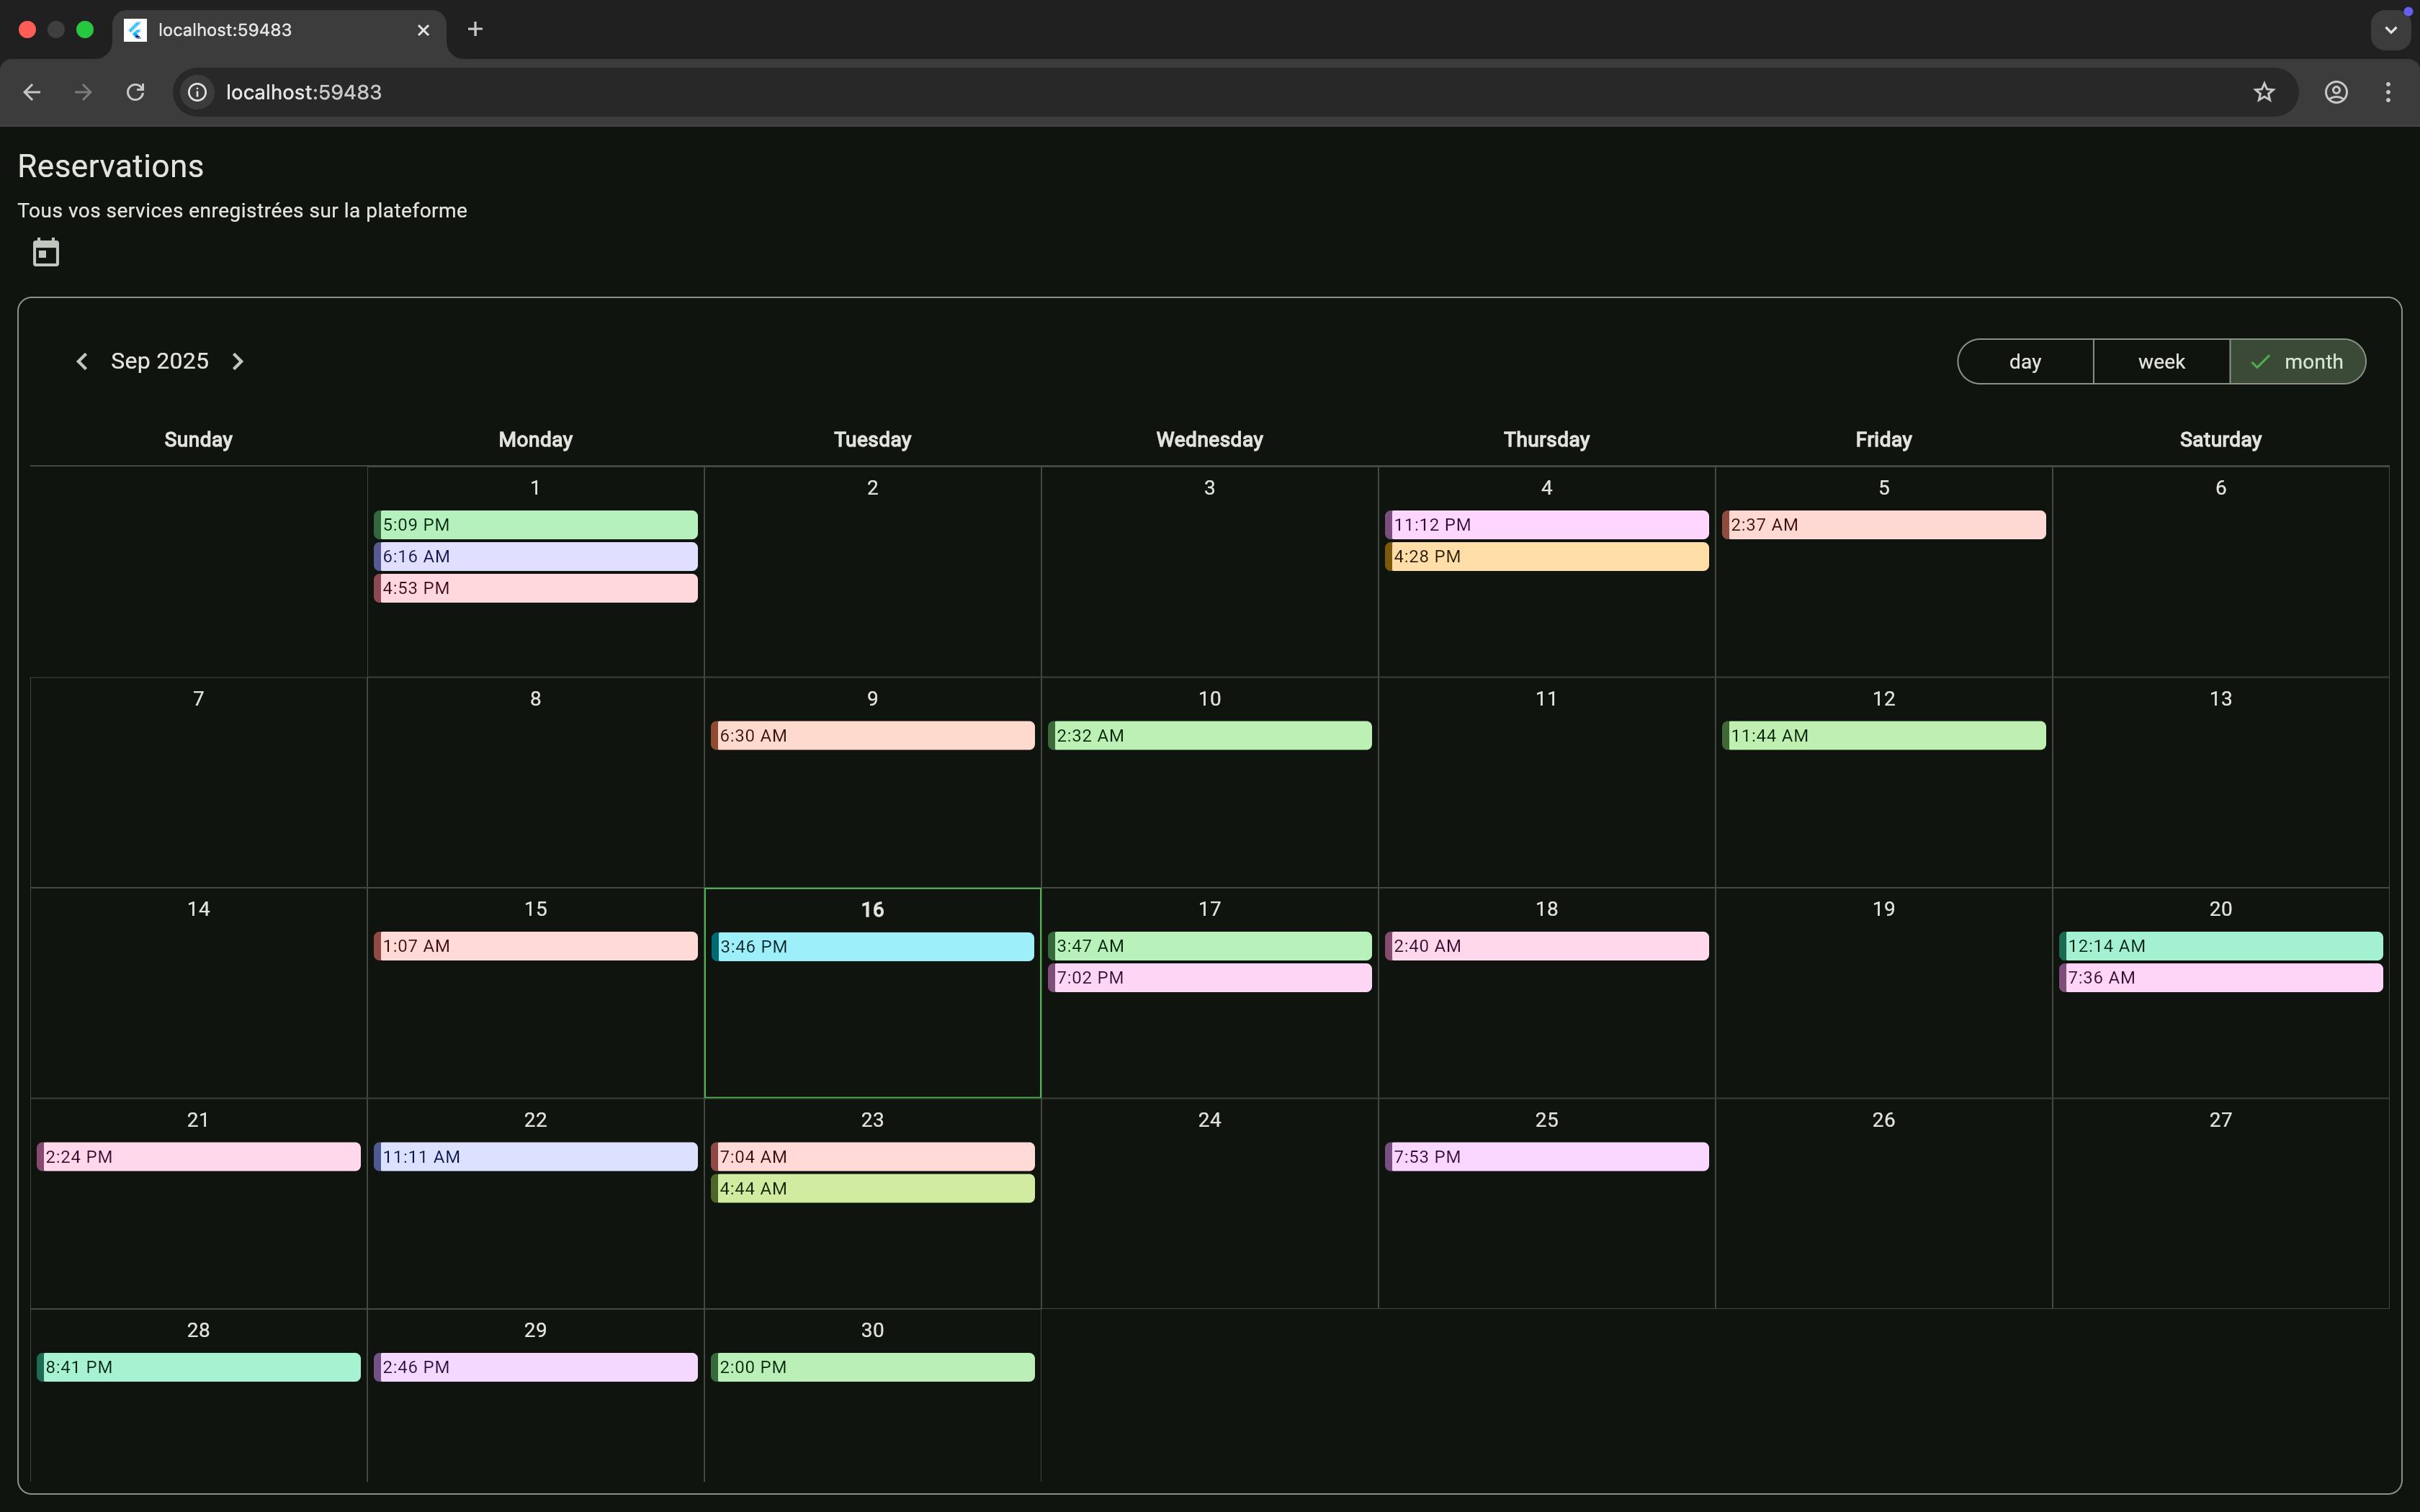 localhost:59483
localhost:59483
Reservations
Tous vos services enregistrées sur la plateforme
Sep 2025
day week month
Sunday Monday Tuesday Wednesday Thursday Friday Saturday
1 2 3 4 5 6
5:09 PM 11:12 PM 2:37 AM
6:16 AM 4:28 PM
4:53 PM
7 8 9 10 11 12 13
6:30 AM 2:32 AM 11:44 AM
14 15 16 17 18 19 20
1:07 AM 3:46 PM 3:47 AM 2:40 AM 12:14 AM
7:02 PM 7:36 AM
21 22 23 24 25 26 27
2:24 PM 11:11 AM 7:04 AM 7:53 PM
4:44 AM
28 29 30
8:41 PM 2:46 PM 2:00 PM